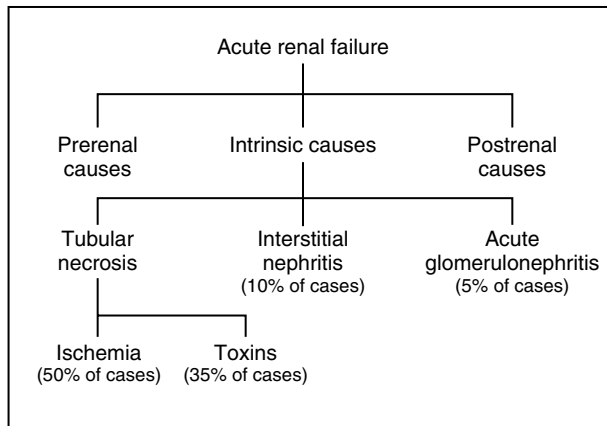 Acute renal failure
Prerenal causes
Intrinsic causes
Postrenal causes
Tubular necrosis
Interstitial nephritis
(10% of cases)
Acute glomerulonephritis
(5% of cases)
Ischemia
(50% of cases)
Toxins
(35% of cases)